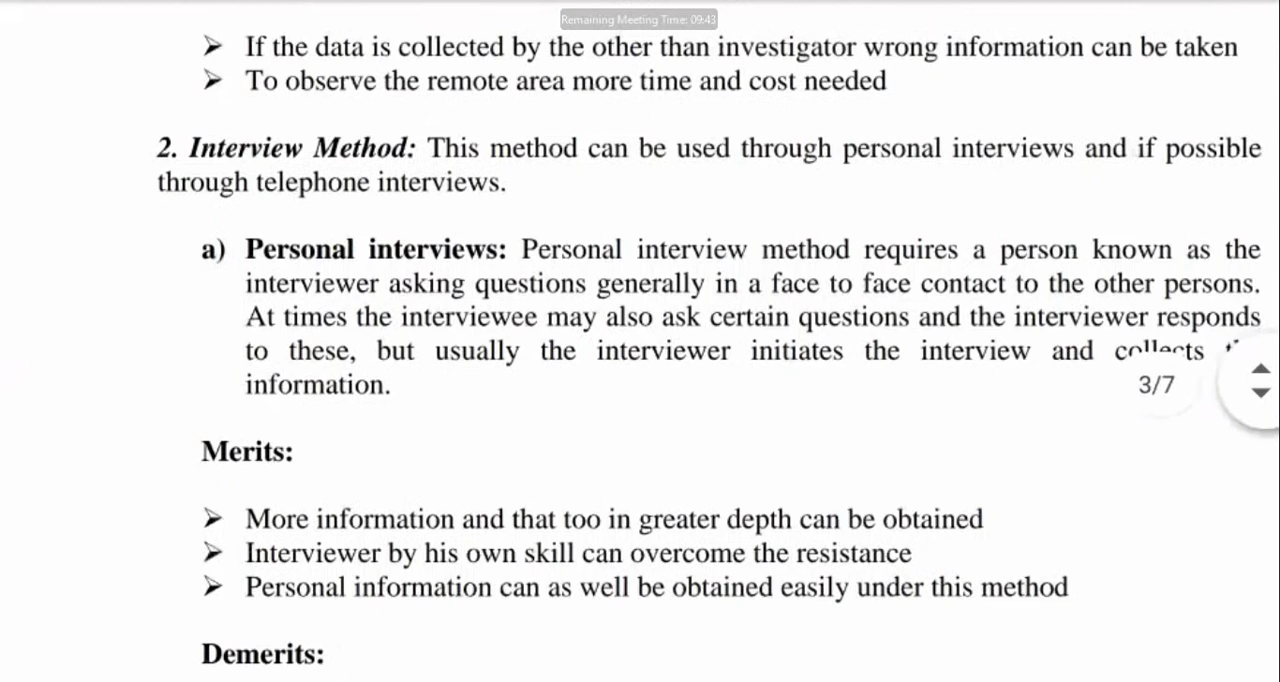 Remaining Meeting Time: 09:43
➢ If the data is collected by the other than investigator wrong information can be taken
➢ To observe the remote area more time and cost needed
2. Interview Method: This method can be used through personal interviews and if possible
through telephone interviews.
a) Personal interviews: Personal interview method requires a person known as the
interviewer asking questions generally in a face to face contact to the other persons.
At times the interviewee may also ask certain questions and the interviewer responds
to these, but usually the interviewer initiates the interview and collects
information.
3/7
Merits:
➢ More information and that too in greater depth can be obtained
➢ Interviewer by his own skill can overcome the resistance
➢ Personal information can as well be obtained easily under this method
Demerits: